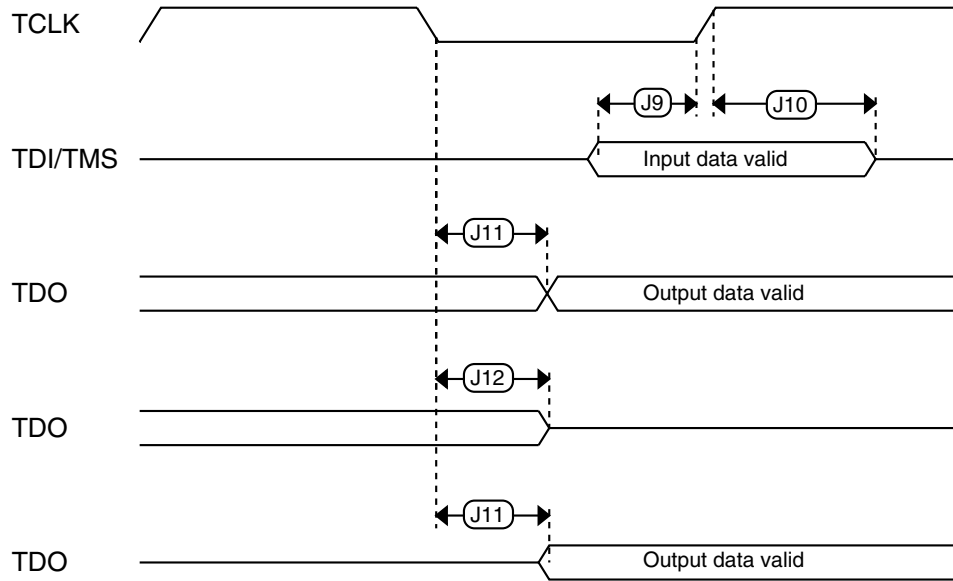 TCLK
J9
J10
TDI/TMS
Input data valid
J11
TDO
Output data valid
J12
TDO
J11
TDO
Output data valid